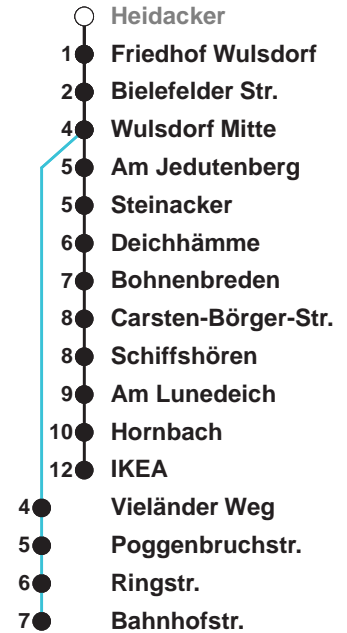 Heidacker
1 Friedhof Wulsdorf
2 Bielefelder Str.
4 Wulsdorf Mitte
5 Am Jedutenberg
5 Steinacker
6 Deichhämme
7 Bohnenbreden
8 Carsten-Börger-Str.
8 Schiffshören
9 Am Lunedeich
10 Hornbach
12 IKEA
4 Vieländer Weg
5 Poggenbruchstr.
6 Ringstr.
7 Bahnhofstr.